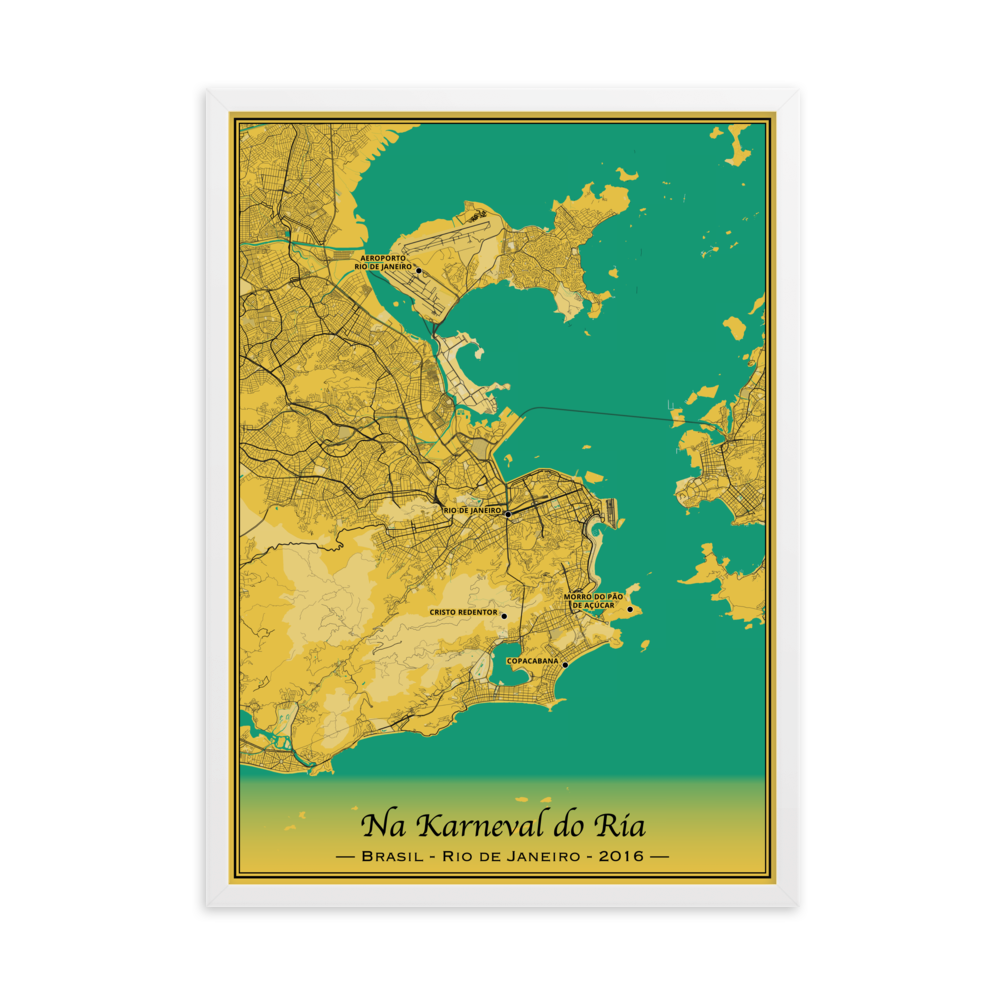 AEROPORTO
RIO DE JANEIRO
RIO DE JANEIRO
MORRO DO PÃO
DE AÇÚCAR
CRISTO REDENTOR
COPACABANA
Na Karneval do Ria
— BRASIL - RIO DE JANEIRO - 2016 —